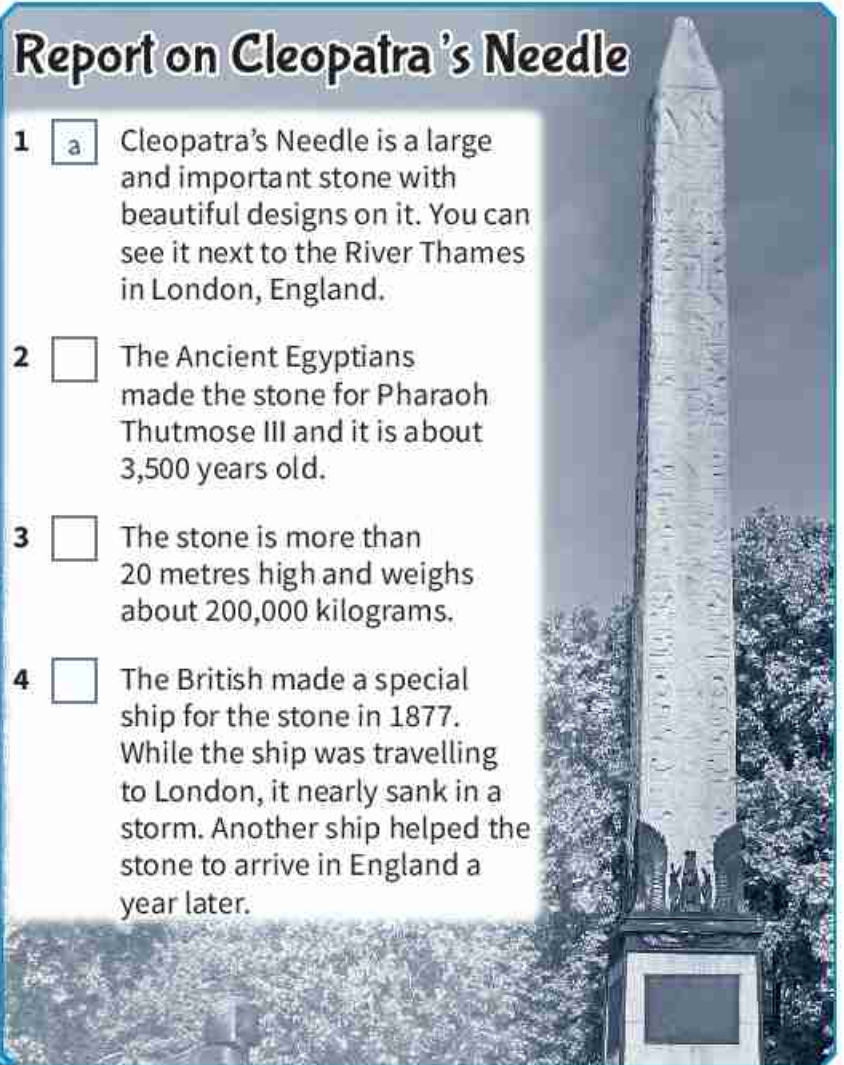 Report on Cleopatra's Needle
1 a Cleopatra's Needle is a large
and important stone with
beautiful designs on it. You can
see it next to the River Thames
in London, England.
2 The Ancient Egyptians
made the stone for Pharaoh
Thutmose III and it is about
3,500 years old.
3 The stone is more than
20 metres high and weighs
about 200,000 kilograms.
4 The British made a special
ship for the stone in 1877.
While the ship was travelling
to London, it nearly sank in a
storm. Another ship helped the
stone to arrive in England a
year later.